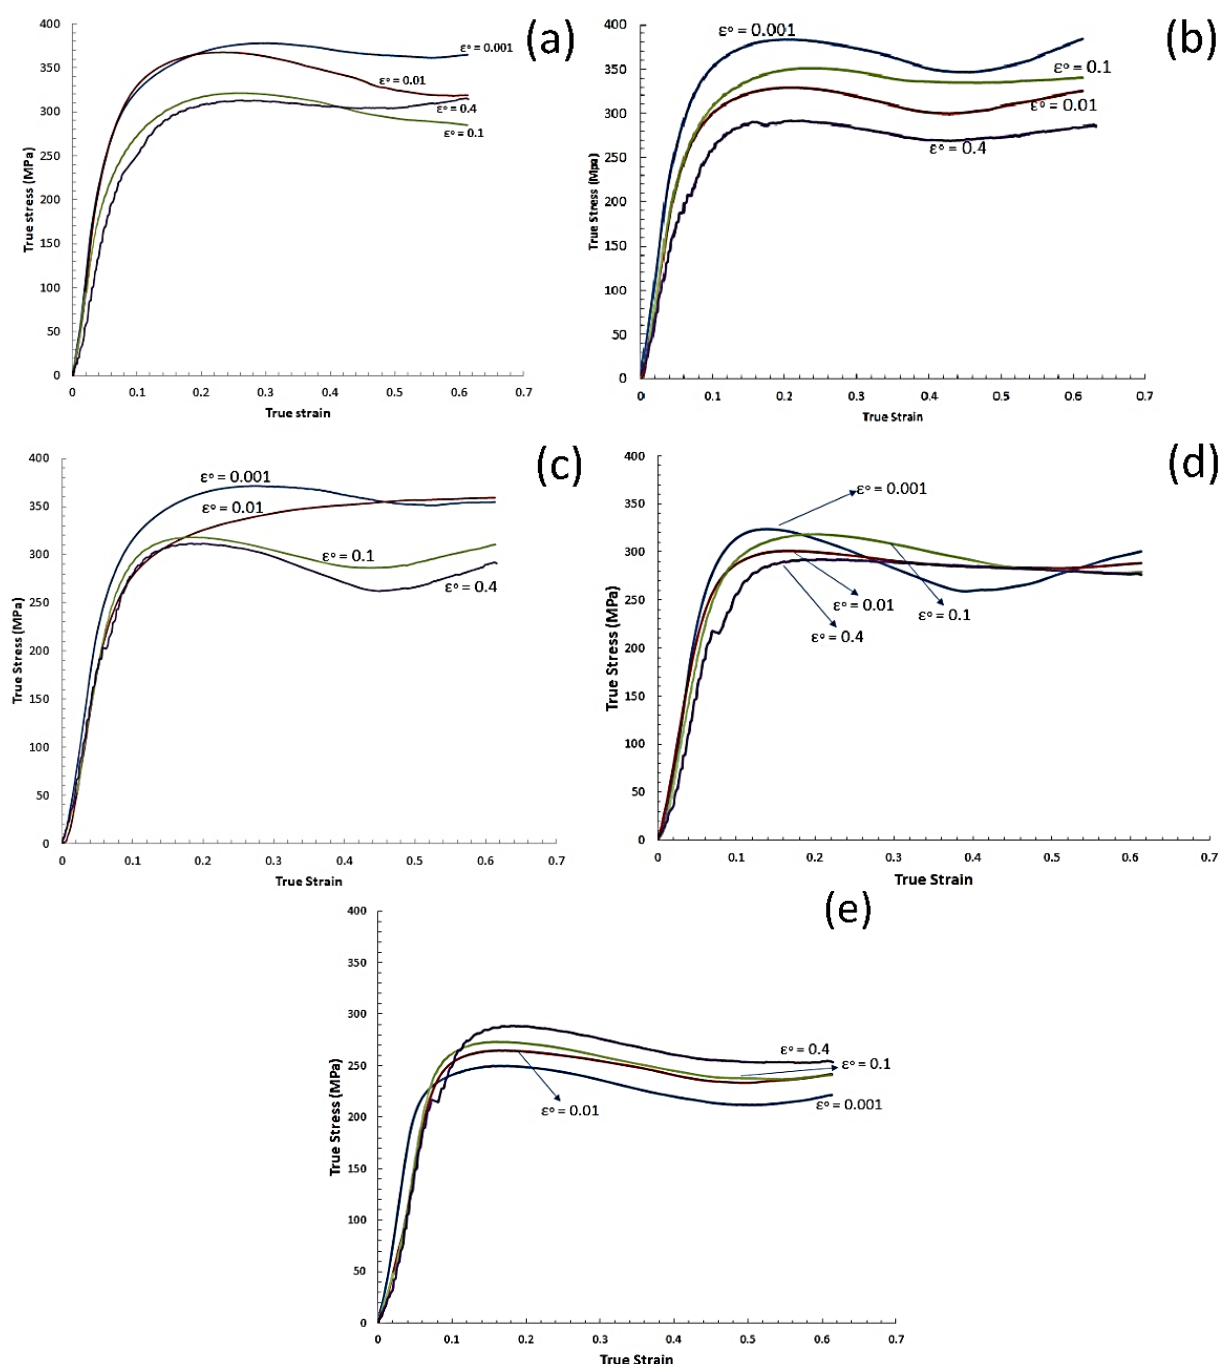 (a)
400
350
300
250
200
150
100
50
0
True stress (MPa)
ε° = 0.001
ε° = 0.01
ε° = 0.4
ε° = 0.1
0 0.1 0.2 0.3 0.4 0.5 0.6 0.7
True strain
(b)
400
350
300
250
200
150
100
50
0
True Stress (Mpa)
ε° = 0.001
ε° = 0.1
ε° = 0.01
ε° = 0.4
0 0.1 0.2 0.3 0.4 0.5 0.6 0.7
True Strain
(c)
400
350
300
250
200
150
100
50
0
True Stress (MPa)
ε° = 0.001
ε° = 0.01
ε° = 0.1
ε° = 0.4
0 0.1 0.2 0.3 0.4 0.5 0.6 0.7
True Strain
(d)
400
350
300
250
200
150
100
50
0
True Stress (MPa)
ε° = 0.001
ε° = 0.01
ε° = 0.1
ε° = 0.4
0 0.1 0.2 0.3 0.4 0.5 0.6 0.7
True Strain
(e)
400
350
300
250
200
150
100
50
0
True Stress (MPa)
ε° = 0.4
ε° = 0.1
ε° = 0.001
ε° = 0.01
0 0.1 0.2 0.3 0.4 0.5 0.6 0.7
True Strain